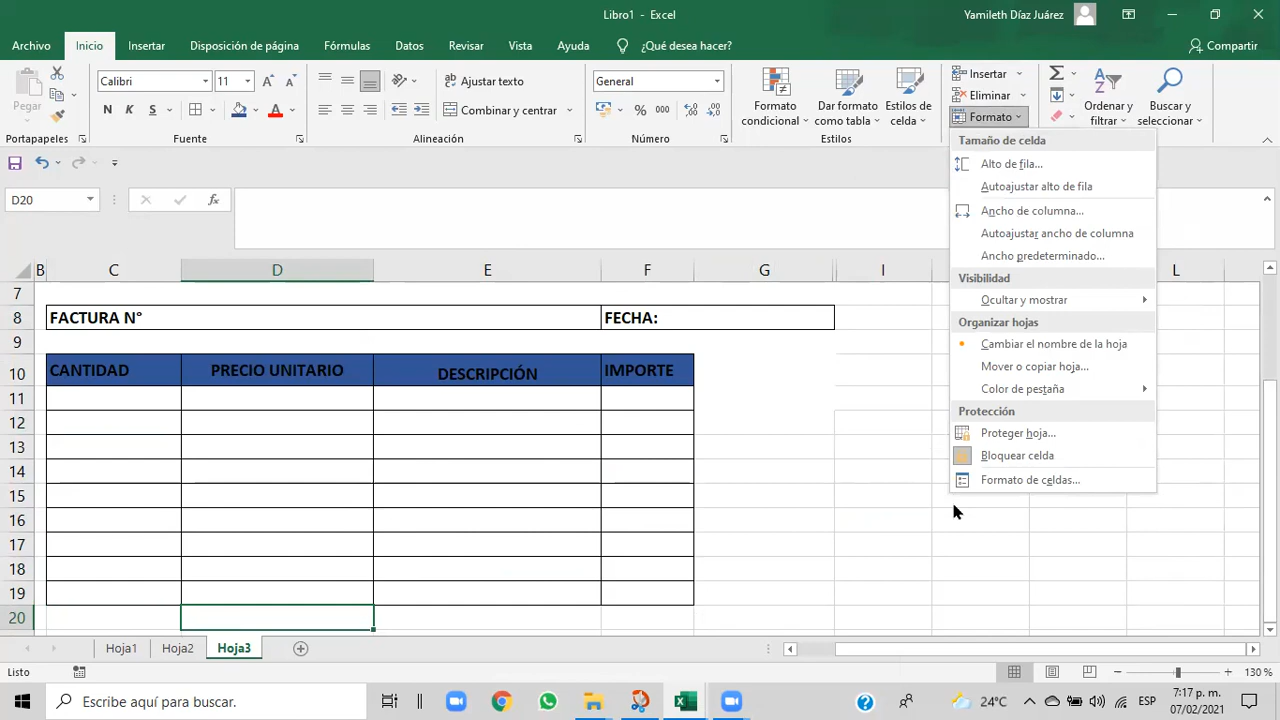 Libro1 - Excel
Yamileth Díaz Juárez
Archivo Inicio Insertar Disposición de página Fórmulas Datos Revisar Vista Ayuda ¿Qué desea hacer? Compartir
Pegar
Portapapeles
Calibri 11
N K S A
Fuente
Ajustar texto
Combinar y centrar
Alineación
General
% 000
Número
Formato condicional
Dar formato como tabla
Estilos de celda
Estilos
Insertar
Eliminar
Formato
Ordenar y filtrar
Buscar y seleccionar
Tamaño de celda
Alto de fila...
Autoajustar alto de fila
Ancho de columna...
Autoajustar ancho de columna
Ancho predeterminado...
Visibilidad
Ocultar y mostrar
Organizar hojas
Cambiar el nombre de la hoja
Mover o copiar hoja...
Color de pestaña
Protección
Proteger hoja...
Bloquear celda
Formato de celdas...
D20 fx
B C D E F G I L
7
8 FACTURA N° FECHA:
9
10 CANTIDAD PRECIO UNITARIO DESCRIPCIÓN IMPORTE
11
12
13
14
15
16
17
18
19
20
Hoja1 Hoja2 Hoja3
Listo 130 %
Escribe aquí para buscar. 24°C ESP 7:17 p. m.
07/02/2021